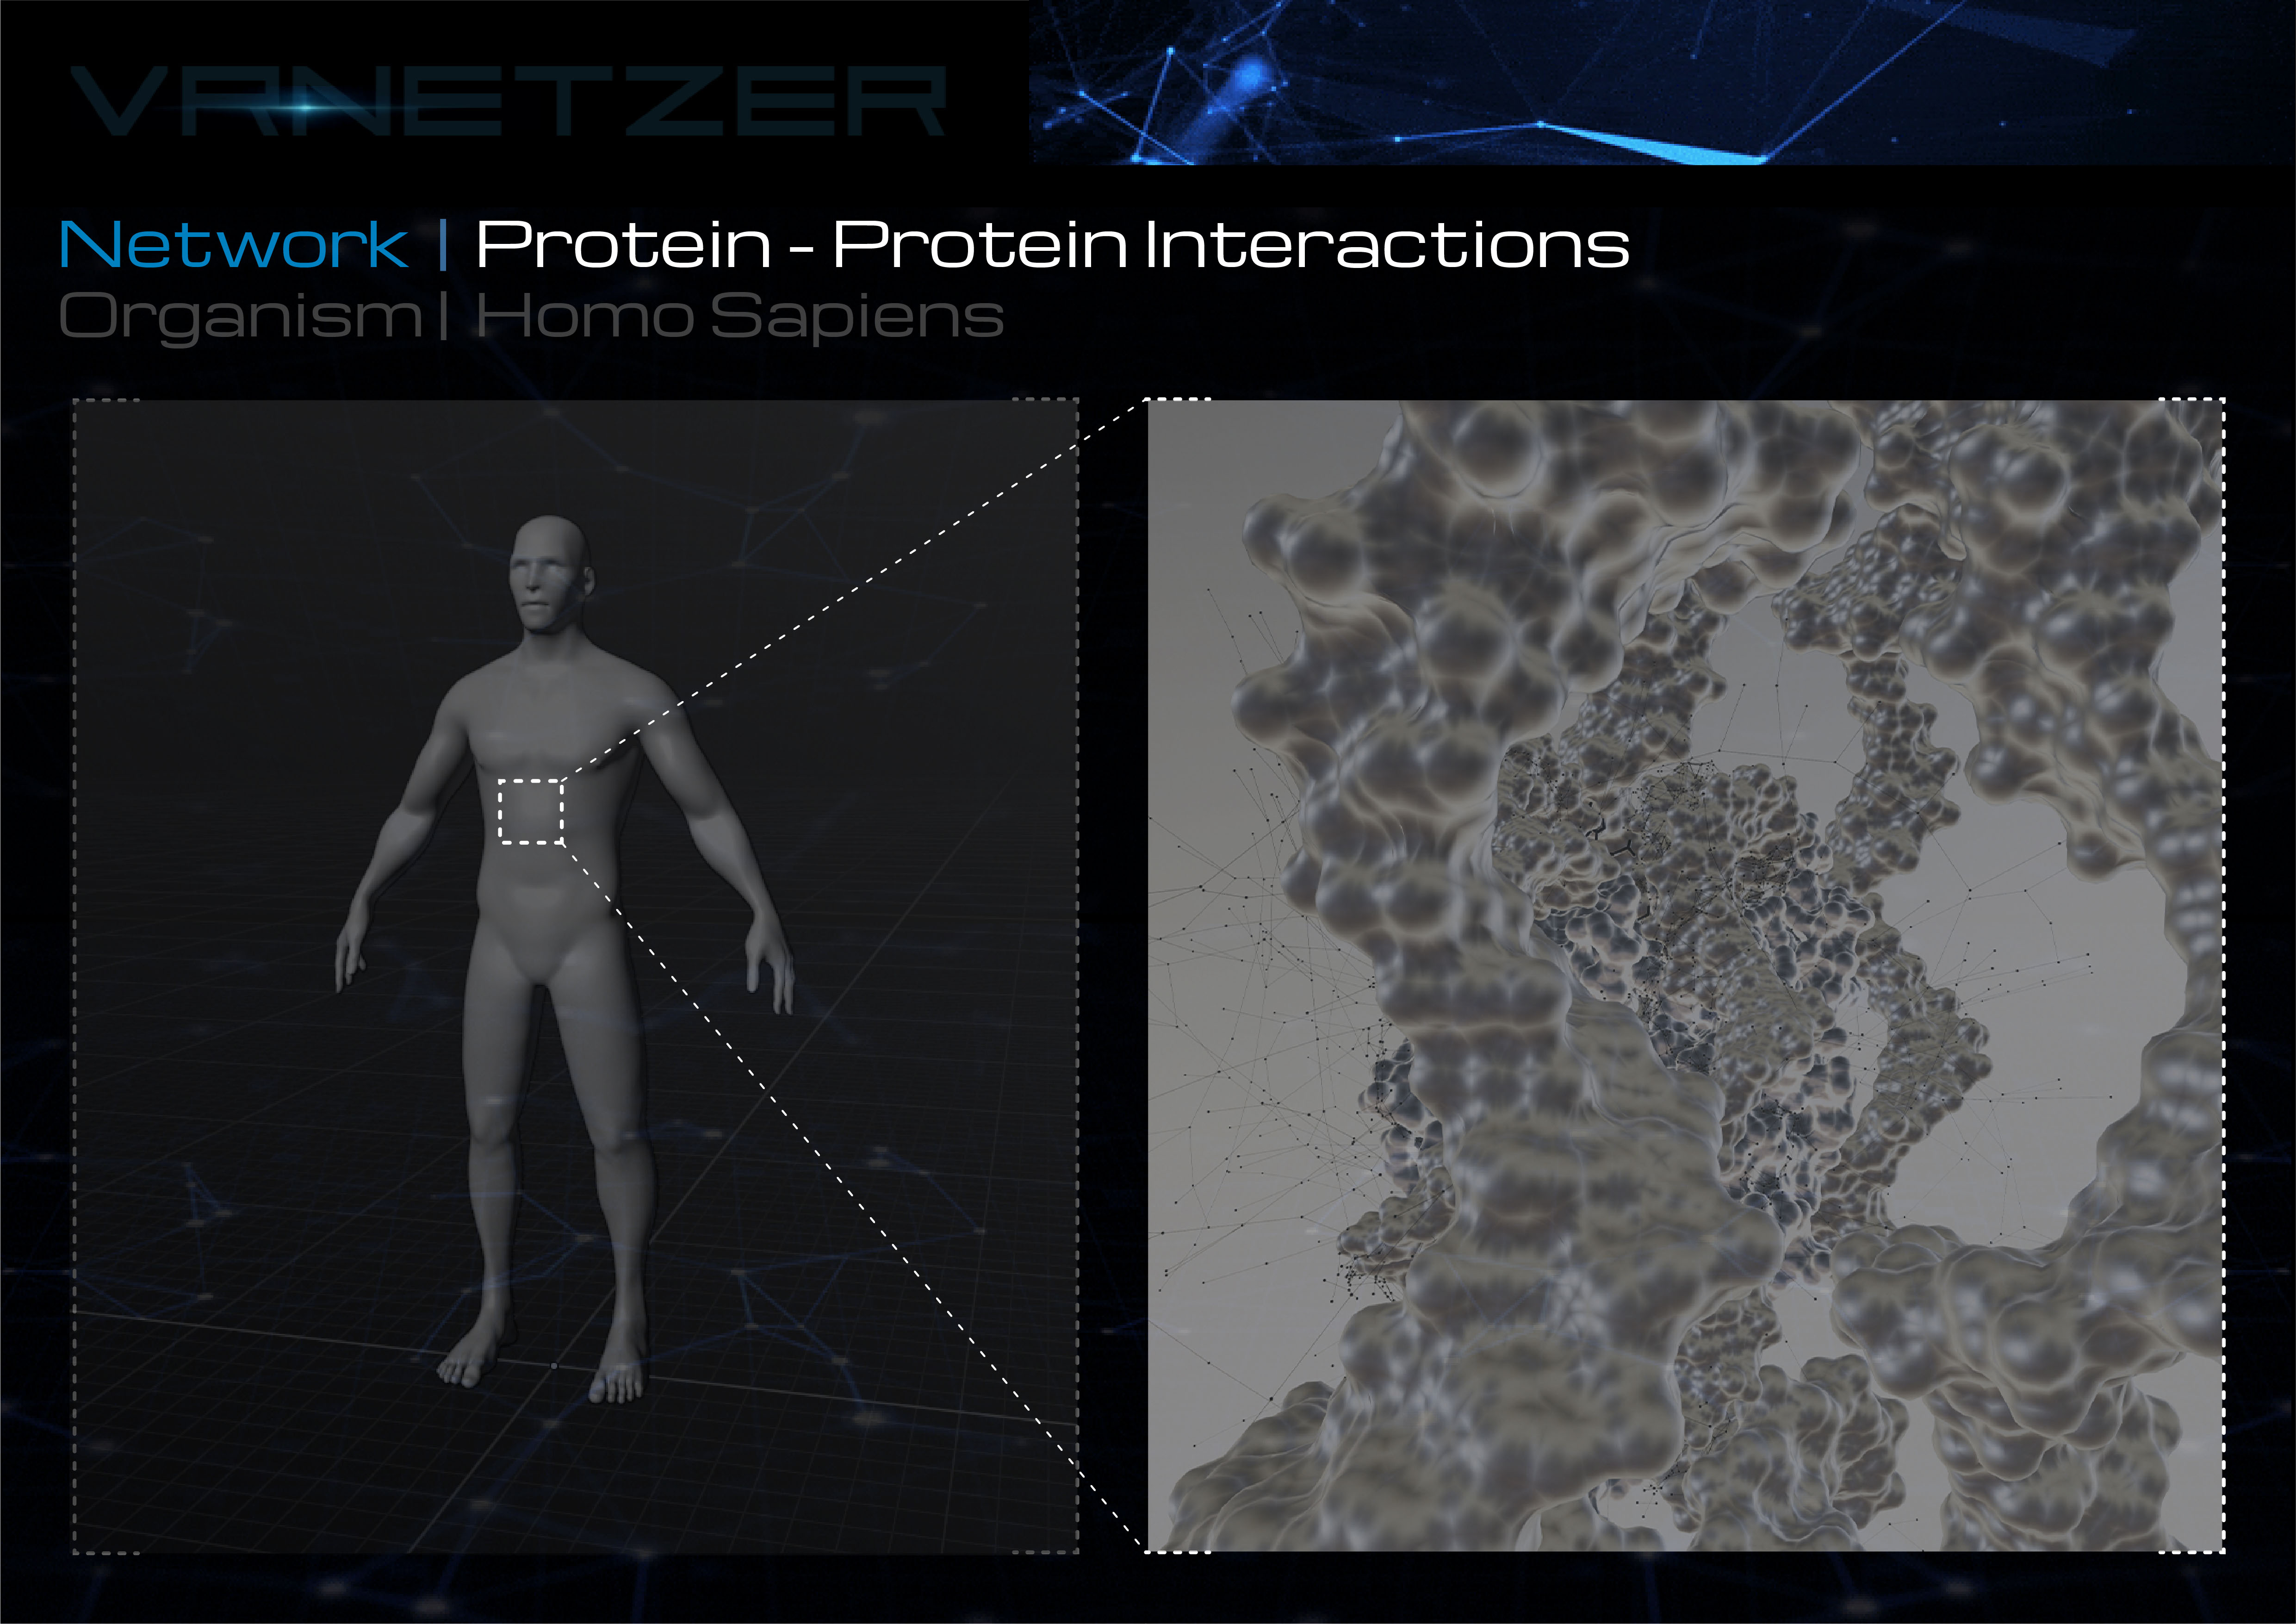 VRNETZER
Network | Protein - Protein Interactions
Organism | Homo Sapiens